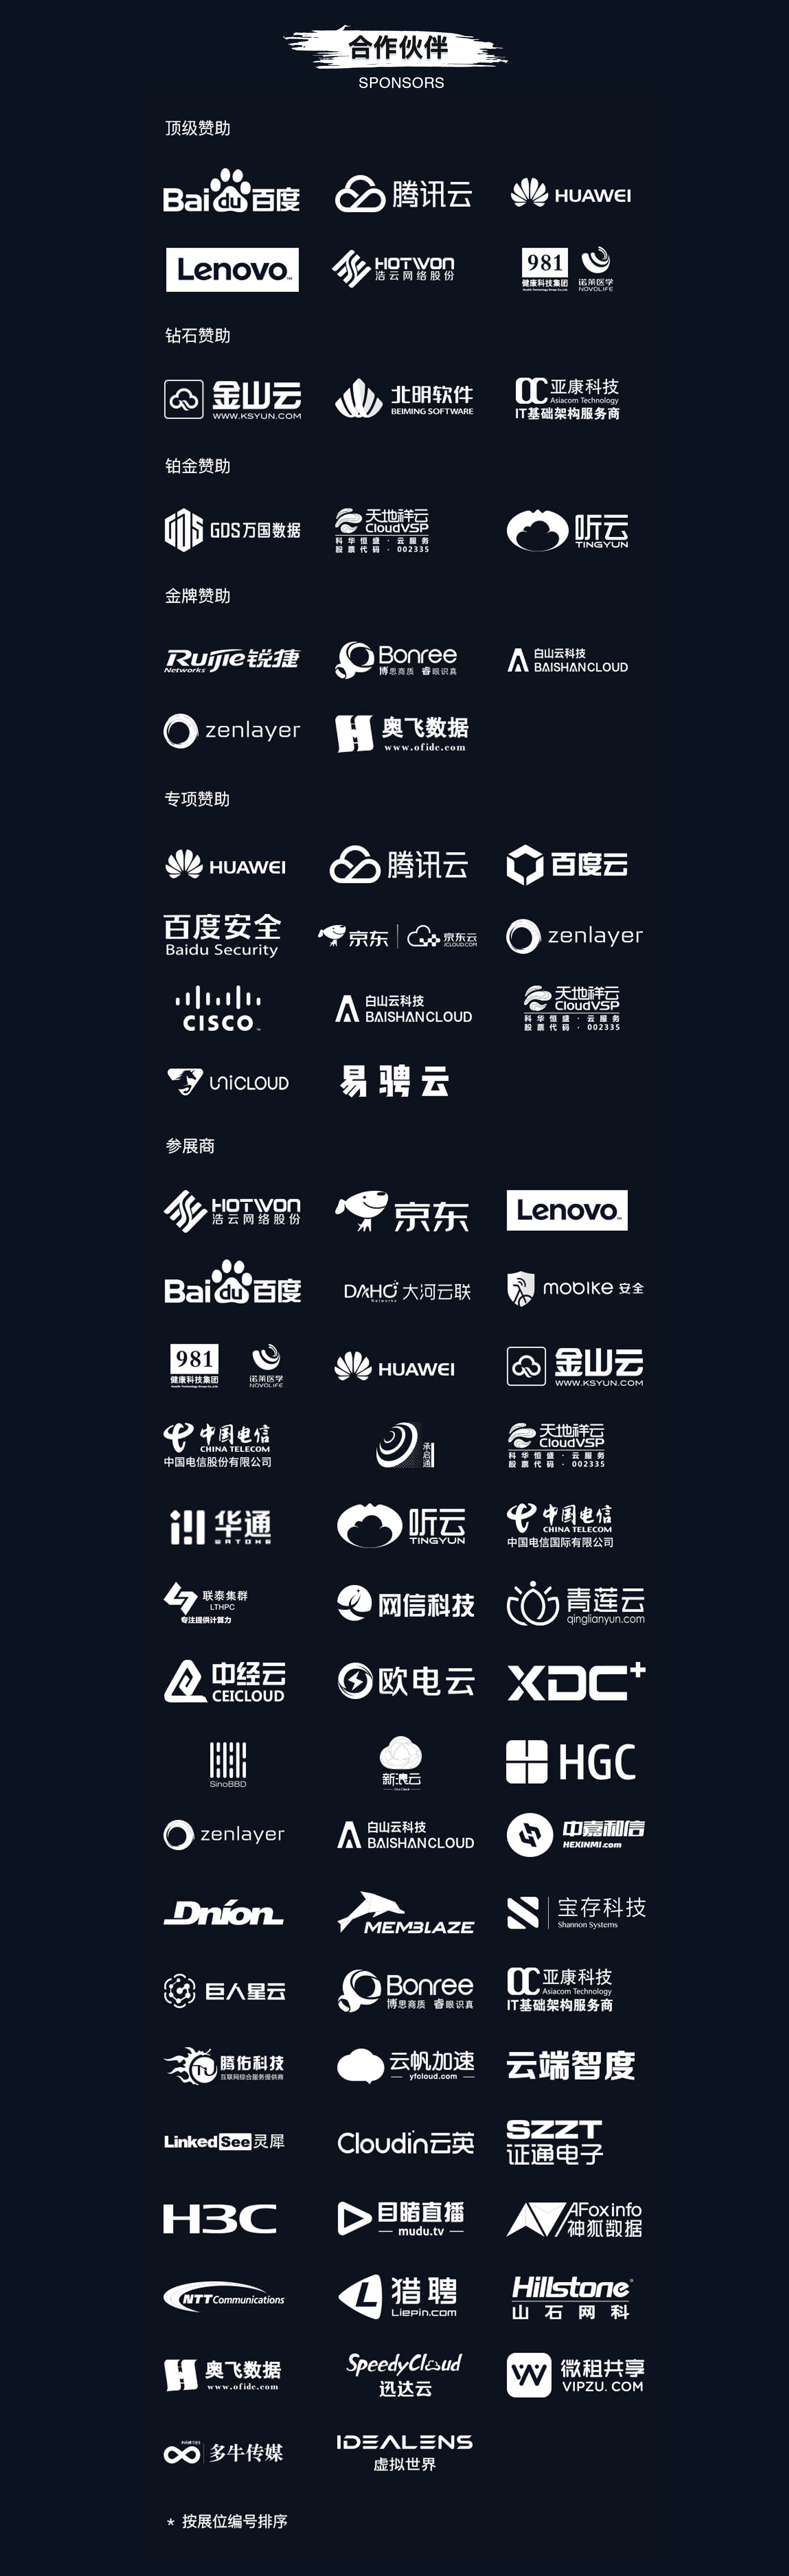 合作伙伴
SPONSORS
顶级赞助
Bai du 百度
腾讯云
HUAWEI
Lenovo
HOTWON
浩云网络股份
981
健康科技集团
诺莱医学
NOVOLIFE
钻石赞助
金山云
WWW.KSYUN.COM
北明软件
BEIMING SOFTWARE
亚康科技
Asiacom Technology
IT基础架构服务商
铂金赞助
GDS 万国数据
天地祥云
CloudVSP
科华恒盛·云服务
股票代码·002335
听云
TINGYUN
金牌赞助
Ruijie 锐捷
Networks
Bonree
博思商质 睿眼识真
白山云科技
BAISHANCLOUD
zenlayer
奥飞数据
www.ofidc.com
专项赞助
HUAWEI
腾讯云
百度云
百度安全
Baidu Security
京东
京东云
JCLOUD.COM
zenlayer
CISCO
白山云科技
BAISHANCLOUD
天地祥云
CloudVSP
科华恒盛·云服务
股票代码·002335
UNICLOUD
易骋云
参展商
HOTWON
浩云网络股份
京东
Lenovo
Bai du 百度
DAHO 大河云联
Networks
mobike 安全
981
健康科技集团
诺莱医学
NOVOLIFE
HUAWEI
金山云
WWW.KSYUN.COM
中国电信
CHINA TELECOM
中国电信股份有限公司
承启通
天地祥云
CloudVSP
科华恒盛·云服务
股票代码·002335
华通
听云
TINGYUN
中国电信
CHINA TELECOM
中国电信国际有限公司
联泰集群
LTHPC
专注提供计算力
网信科技
青莲云
qinglianyun.com
中经云
CEICLOUD
欧电云
XDC+
SinoBBD
新浪云
HGC
zenlayer
白山云科技
BAISHANCLOUD
中嘉和信
HEXINMI.com
Dnion
MEMBLAZE
宝存科技
Shannon Systems
巨人星云
Bonree
博思商质 睿眼识真
亚康科技
Asiacom Technology
IT基础架构服务商
腾佑科技
互联网综合服务提供商
云帆加速
yfcloud.com
云端智度
LinkedSee灵犀
Cloudin云英
SZZT
证通电子
H3C
目睹直播
mudu.tv
AFoxinfo
神狐数据
NTT Communications
猎聘
Liepin.com
Hillstone
山石网科
奥飞数据
www.ofidc.com
SpeedyCloud
迅达云
微租共享
VIPZU.COM
多牛传媒
IDEALENS
虚拟世界
* 按展位编号排序